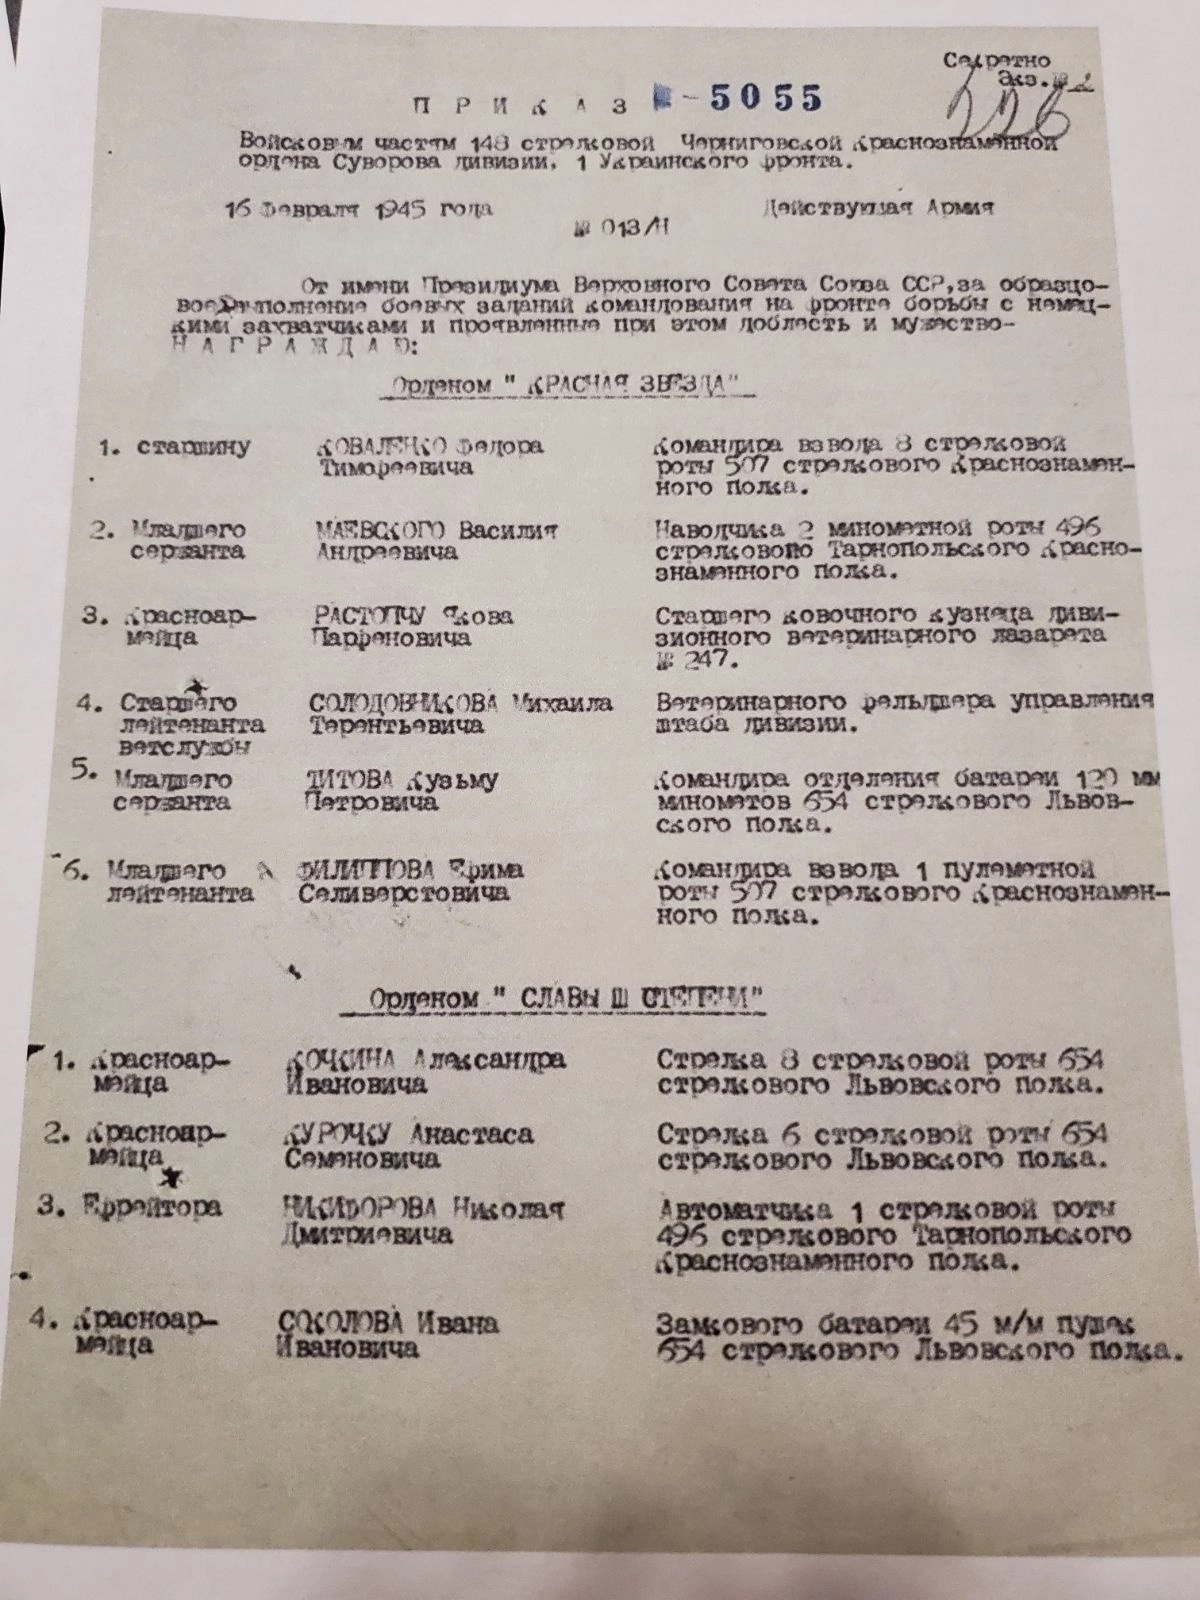 Секретно
Экз.№ 2
226
П Р И К А З № - 5055
Войсковым частям 148 стрелковой Черниговской Краснознаменной
ордена Суворова дивизии, 1 Украинского фронта.
16 февраля 1945 года Действующая Армия
№ 013/Н
От имени Президиума Верховного Совета Союза ССР,за образцо-
вое выполнение боевых заданий командования на фронте борьбы с немец-
кими захватчиками и проявленные при этом доблесть и мужество-
Н А Г Р А Ж Д А Ю:
Орденом " КРАСНАЯ ЗВЕЗДА"
1. старшину КОВАЛЕНКО Федора Командира взвода 8 стрелковой
Тимофеевича роты 507 стрелкового Краснознамен-
ного полка.
2. Младшего МАЕВСКОГО Василия Наводчика 2 минометной роты 496
сержанта Андреевича стрелкового Тарнопольского Красно-
знаменного полка.
3. Красноар- РАСТОПЧУ Якова Старшего ковочного кузнеца диви-
мейца Парфеновича зионного ветеринарного лазарета
№ 247.
4. Старшего СОЛОДОВНИКОВА Михаила Ветеринарного фельдшера управления
лейтенанта Терентьевича штаба дивизии.
ветслужбы
5. Младшего ТИТОВА Кузьму Командира отделения батареи 120 мм
сержанта Петровича минометов 654 стрелкового Львов-
ского полка.
6. Младшего ФИЛИППОВА Ефима Командира взвода 1 пулеметной
лейтенанта Селиверстовича роты 507 стрелкового Краснознамен-
ного полка.
Орденом " СЛАВЫ Ш СТЕПЕНИ"
1. Красноар- КОЧКИНА Александра Стрелка 8 стрелковой роты 654
мейца Ивановича стрелкового Львовского полка.
2. Красноар- КУРОЧКУ Анастаса Стрелка 6 стрелковой роты 654
мейца Семеновича стрелкового Львовского полка.
3. Ефрейтора НИКИФОРОВА Николая Автоматчика 1 стрелковой роты
Дмитриевича 496 стрелкового Тарнопольского
Краснознаменного полка.
4. Красноар- СОКОЛОВА Ивана Замкового батареи 45 м/м пушек
мейца Ивановича 654 стрелкового Львовского полка.